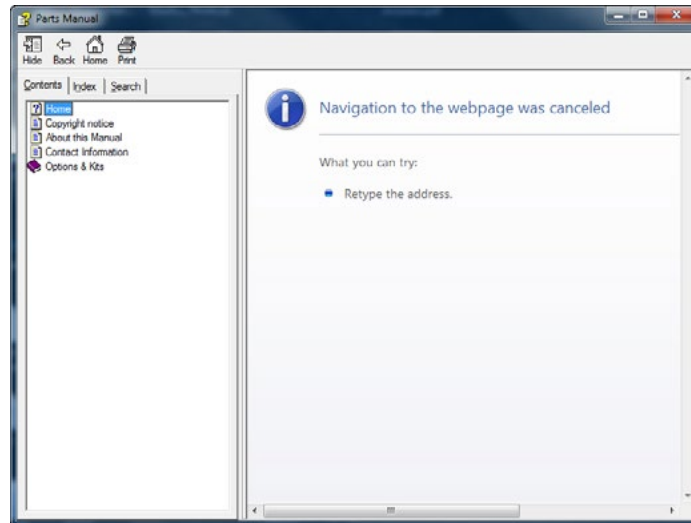 Parts Manual
Hide Back Home Print
Contents Index Search
Home
Copyright notice
About this Manual
Contact Information
Options & Kits
Navigation to the webpage was canceled
What you can try:
Retype the address.